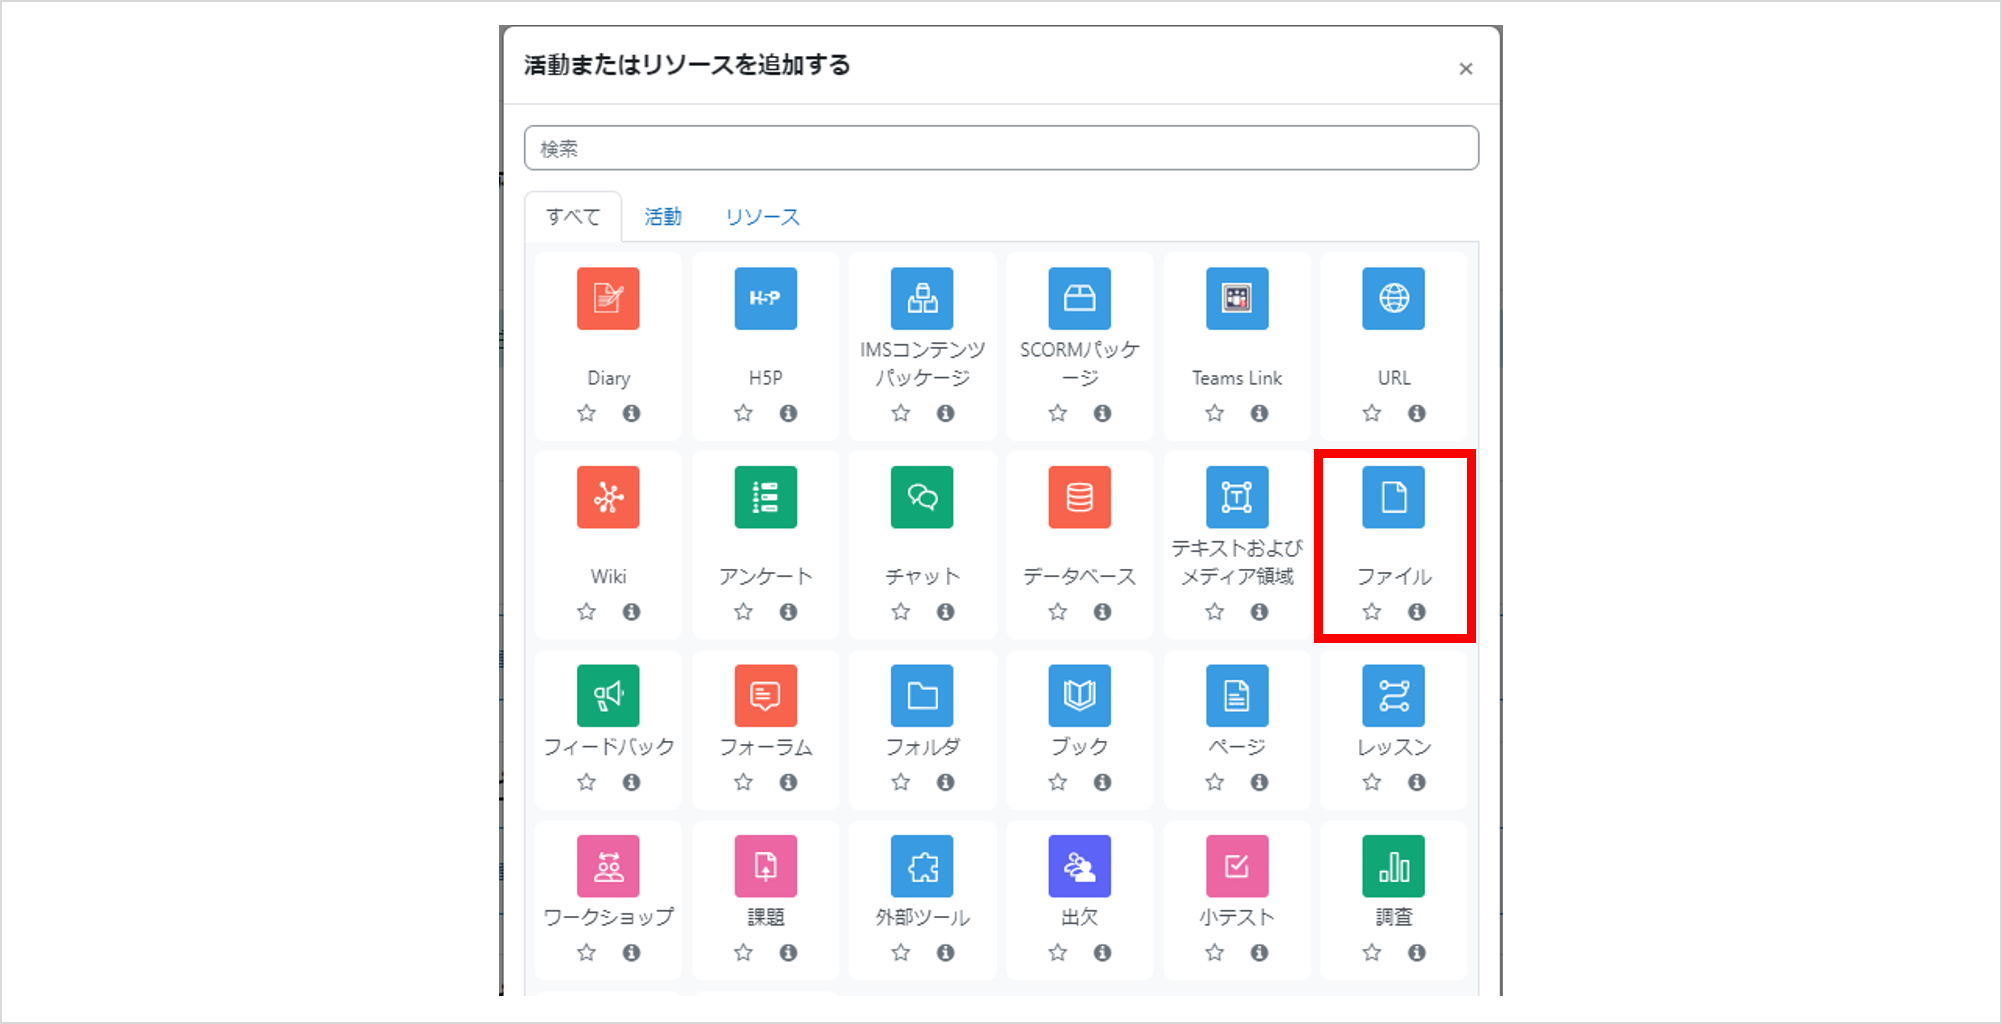 活動またはリソースを追加する
×
検索
すべて 活動 リソース
H5P
IMSコンテンツ SCORMパッケ
Diary H5P パッケージ ージ Teams Link URL
T
テキストおよび
Wiki アンケート チャット データベース メディア領域 ファイル
フィードバック フォーラム フォルダ ブック ページ レッスン
ワークショップ 課題 外部ツール 出欠 小テスト 調査